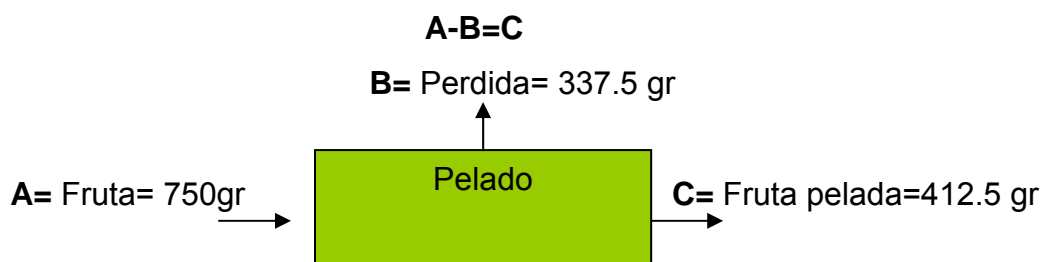 A-B=C
B= Perdida= 337.5 gr
Pelado
A= Fruta= 750gr
C= Fruta pelada=412.5 gr